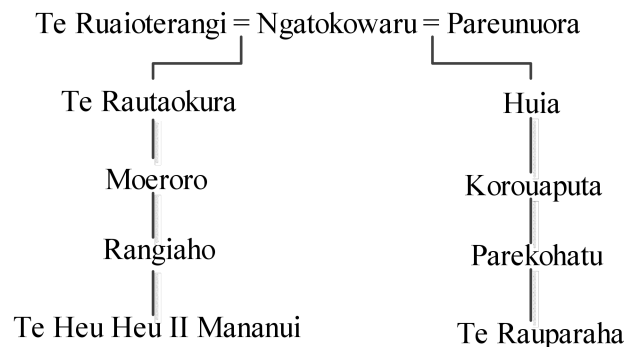 Te Ruaioterangi = Ngatokowaru = Pareunuora
Te Rautaokura
Huia
Moeroro
Korouaputa
Rangiaho
Parekohatu
Te Heu Heu II Mananui
Te Rauparaha